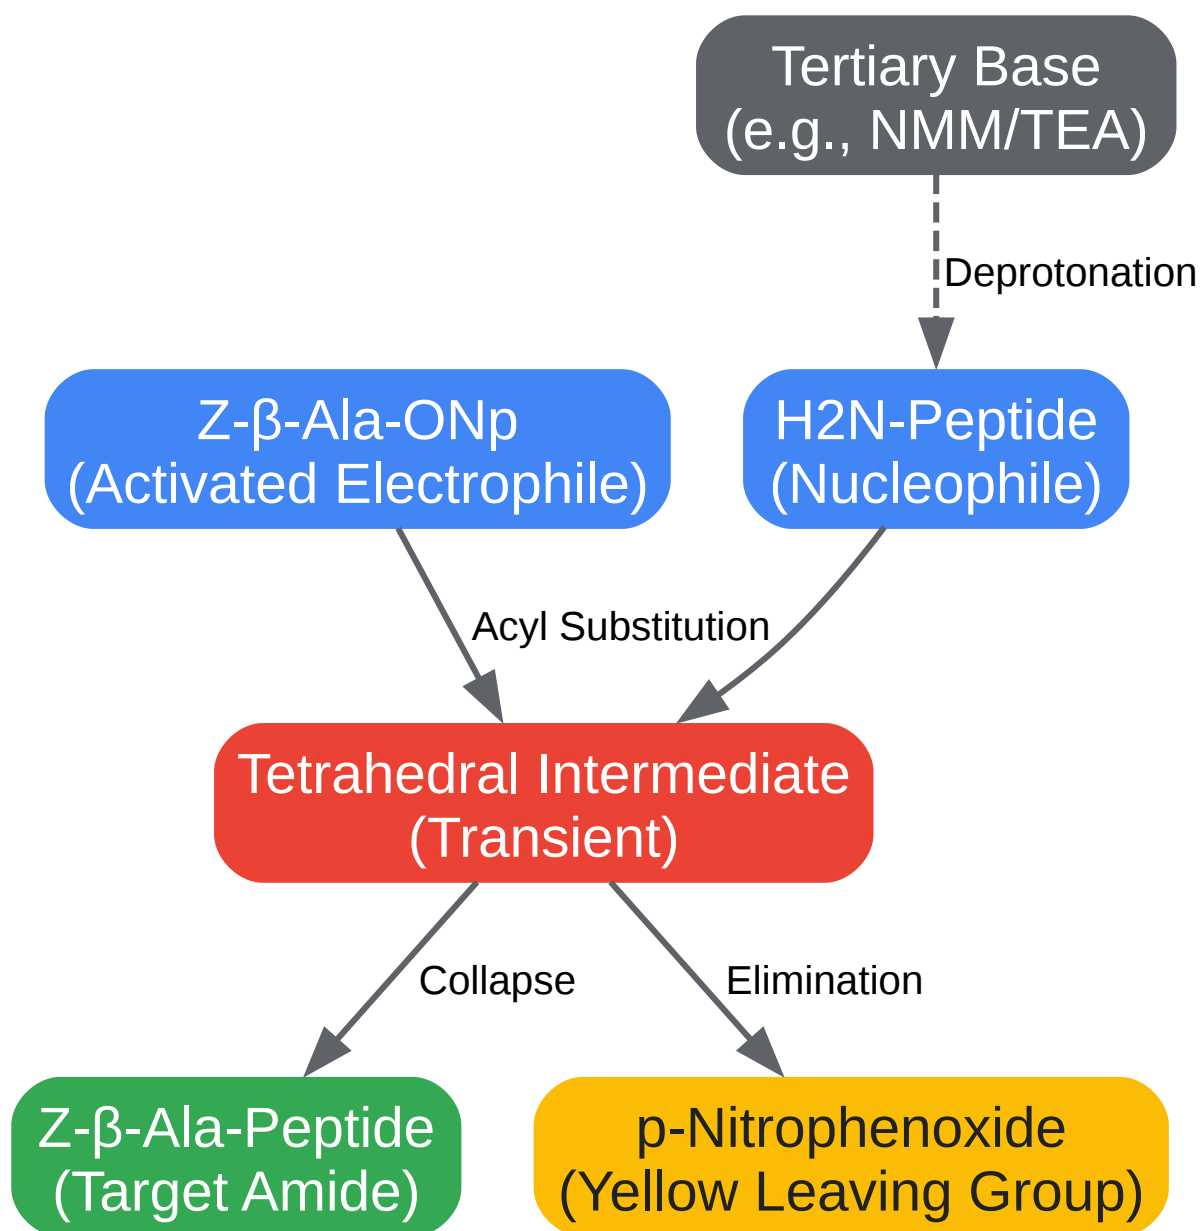 Tertiary Base
(e.g., NMM/TEA)
Deprotonation
Z-β-Ala-ONp
(Activated Electrophile)
H2N-Peptide
(Nucleophile)
Acyl Substitution
Tetrahedral Intermediate
(Transient)
Collapse
Elimination
Z-β-Ala-Peptide
(Target Amide)
p-Nitrophenoxide
(Yellow Leaving Group)